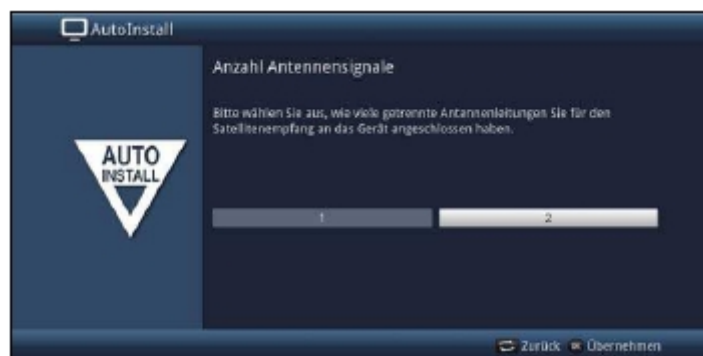 AutoInstall
Anzahl Antennensignale
Bitte wählen Sie aus, wie viele getrennte Antennenleitungen Sie für den
Satellitenempfang an das Gerät angeschlossen haben.
AUTO
INSTALL
1
2
Zurück OK Übernehmen